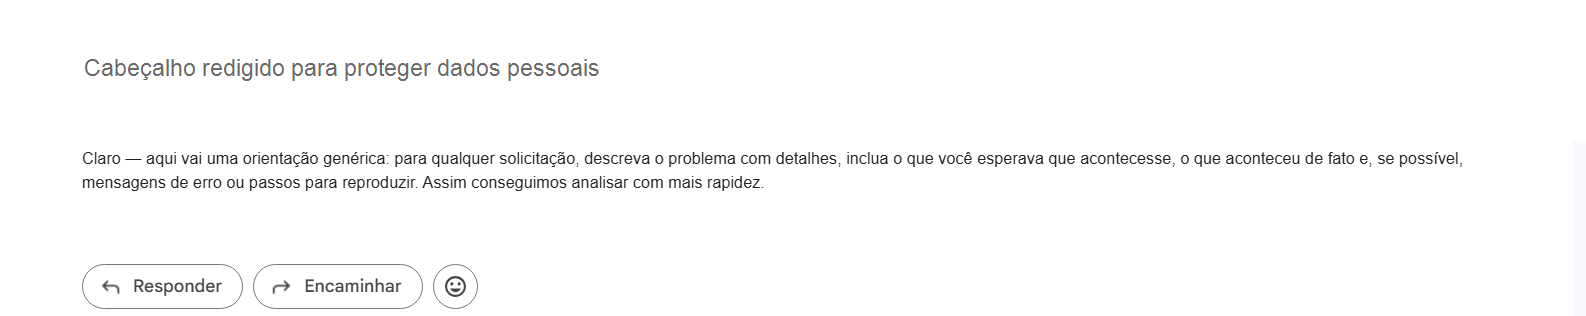 Cabeçalho redigido para proteger dados pessoais
Claro — aqui vai uma orientação genérica: para qualquer solicitação, descreva o problema com detalhes, inclua o que você esperava que acontecesse, o que aconteceu de fato e, se possível,
mensagens de erro ou passos para reproduzir. Assim conseguimos analisar com mais rapidez.
Responder
Encaminhar